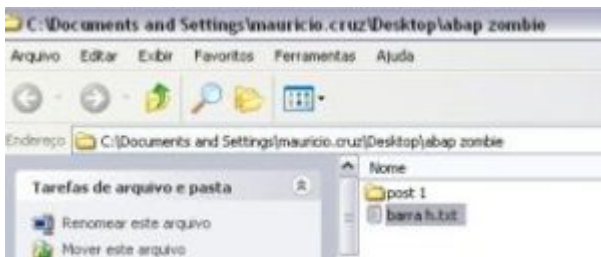 C:\Documents and Settings\mauricio.cruz\Desktop\abap zombie
Arquivo Editar Exibir Favoritos Ferramentas Ajuda
Endereço C:\Documents and Settings\mauricio.cruz\Desktop\abap zombie
Nome
Tarefas de arquivo e pasta
post 1
barra h.txt
Renomear este arquivo
Mover este arquivo